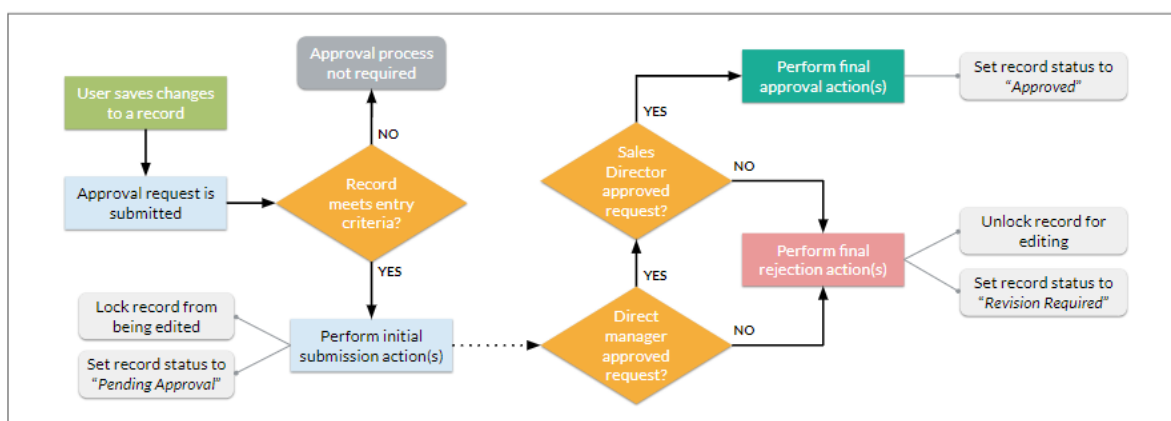 User saves changes
to a record
Approval request is
submitted
Approval process
not required
NO
Record
meets entry
criteria?
YES
Lock record from
being edited
Set record status to
“Pending Approval”
Perform initial
submission action(s)
Direct
manager
approved
request?
YES
NO
Sales
Director
approved
request?
YES
NO
Perform final
approval action(s)
Set record status to
“Approved”
Perform final
rejection action(s)
Unlock record for
editing
Set record status to
“Revision Required”